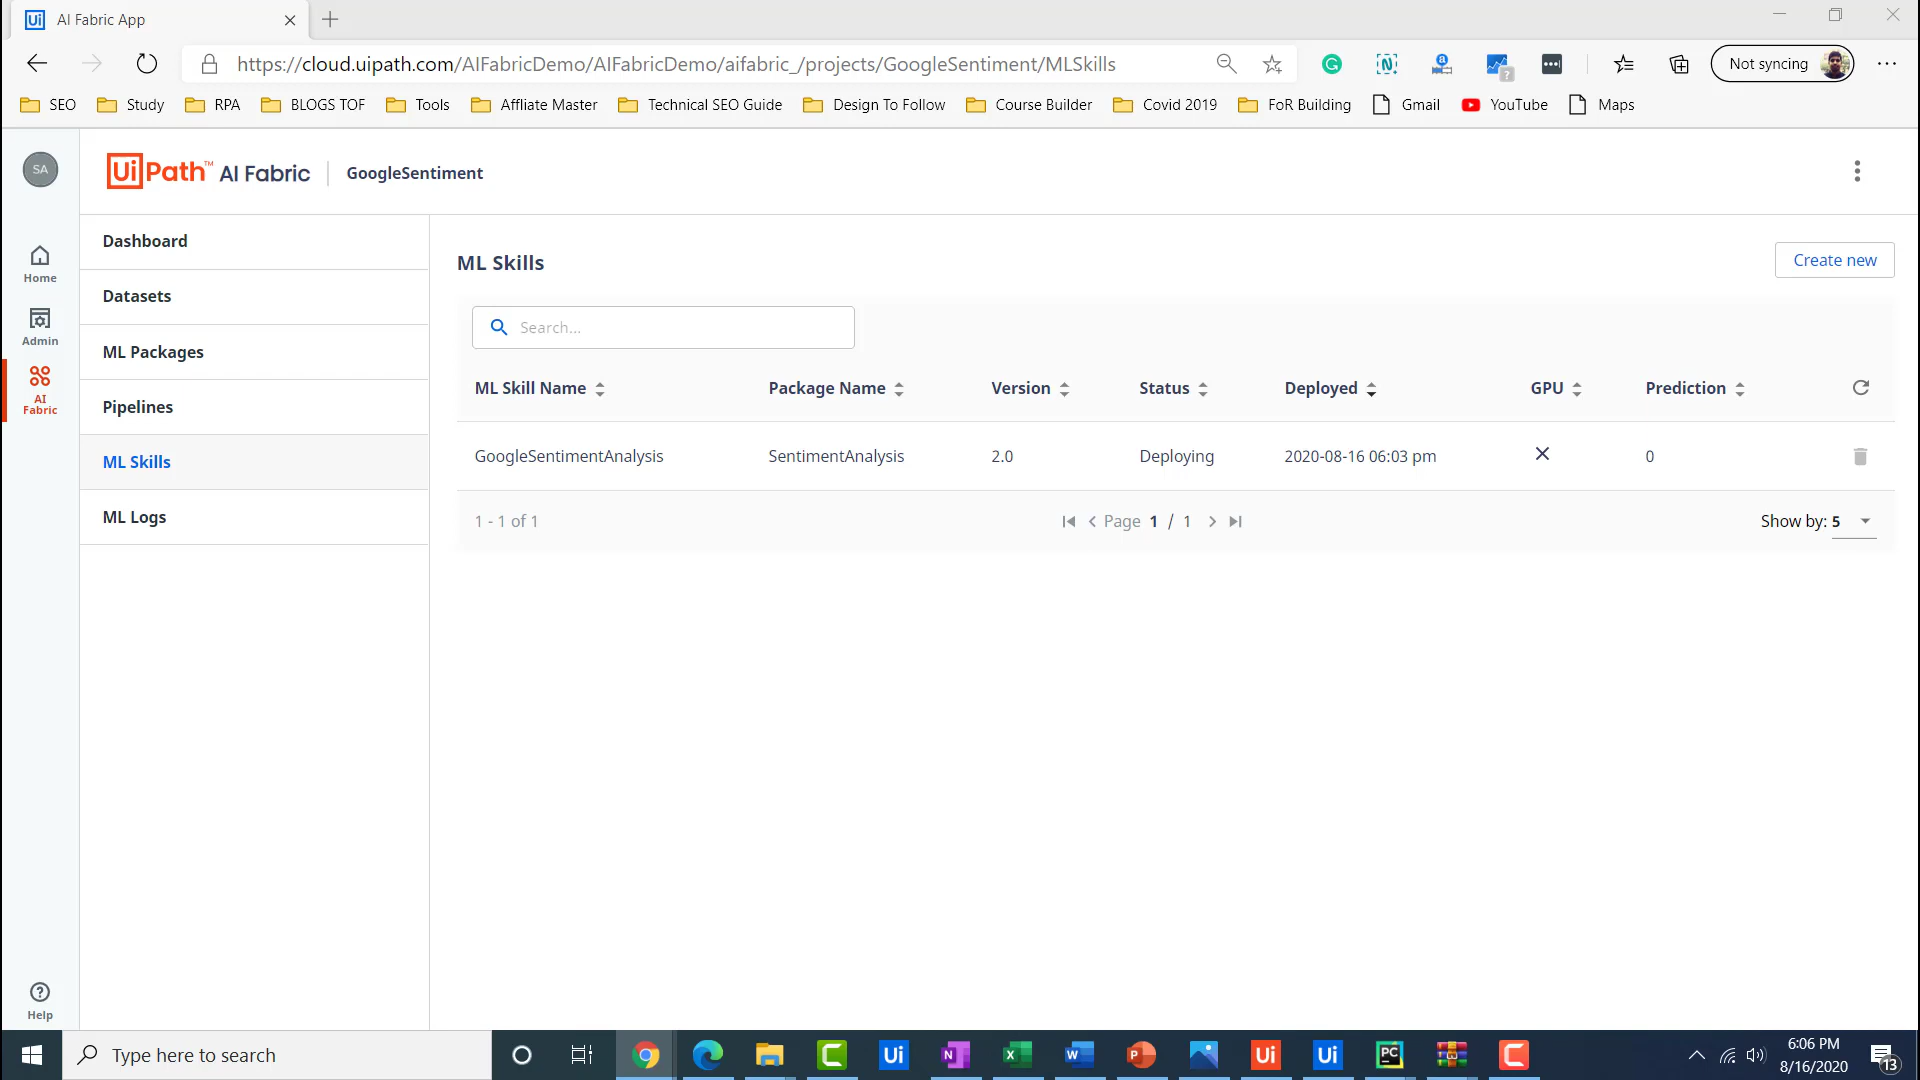 AI Fabric App
https://cloud.uipath.com/AIFabricDemo/AIFabricDemo/aifabric_/projects/GoogleSentiment/MLSkills
Not syncing
SEO Study RPA BLOGS TOF Tools Affliate Master Technical SEO Guide Design To Follow Course Builder Covid 2019 FoR Building Gmail YouTube Maps
SA
UiPath™ AI Fabric GoogleSentiment
Home
Admin
AI
Fabric
Help
Dashboard
Datasets
ML Packages
Pipelines
ML Skills
ML Logs
ML Skills
Create new
Search...
ML Skill Name Package Name Version Status Deployed GPU Prediction
GoogleSentimentAnalysis SentimentAnalysis 2.0 Deploying 2020-08-16 06:03 pm 0
1 - 1 of 1 Page 1 / 1 Show by: 5
Type here to search
6:06 PM
8/16/2020
13